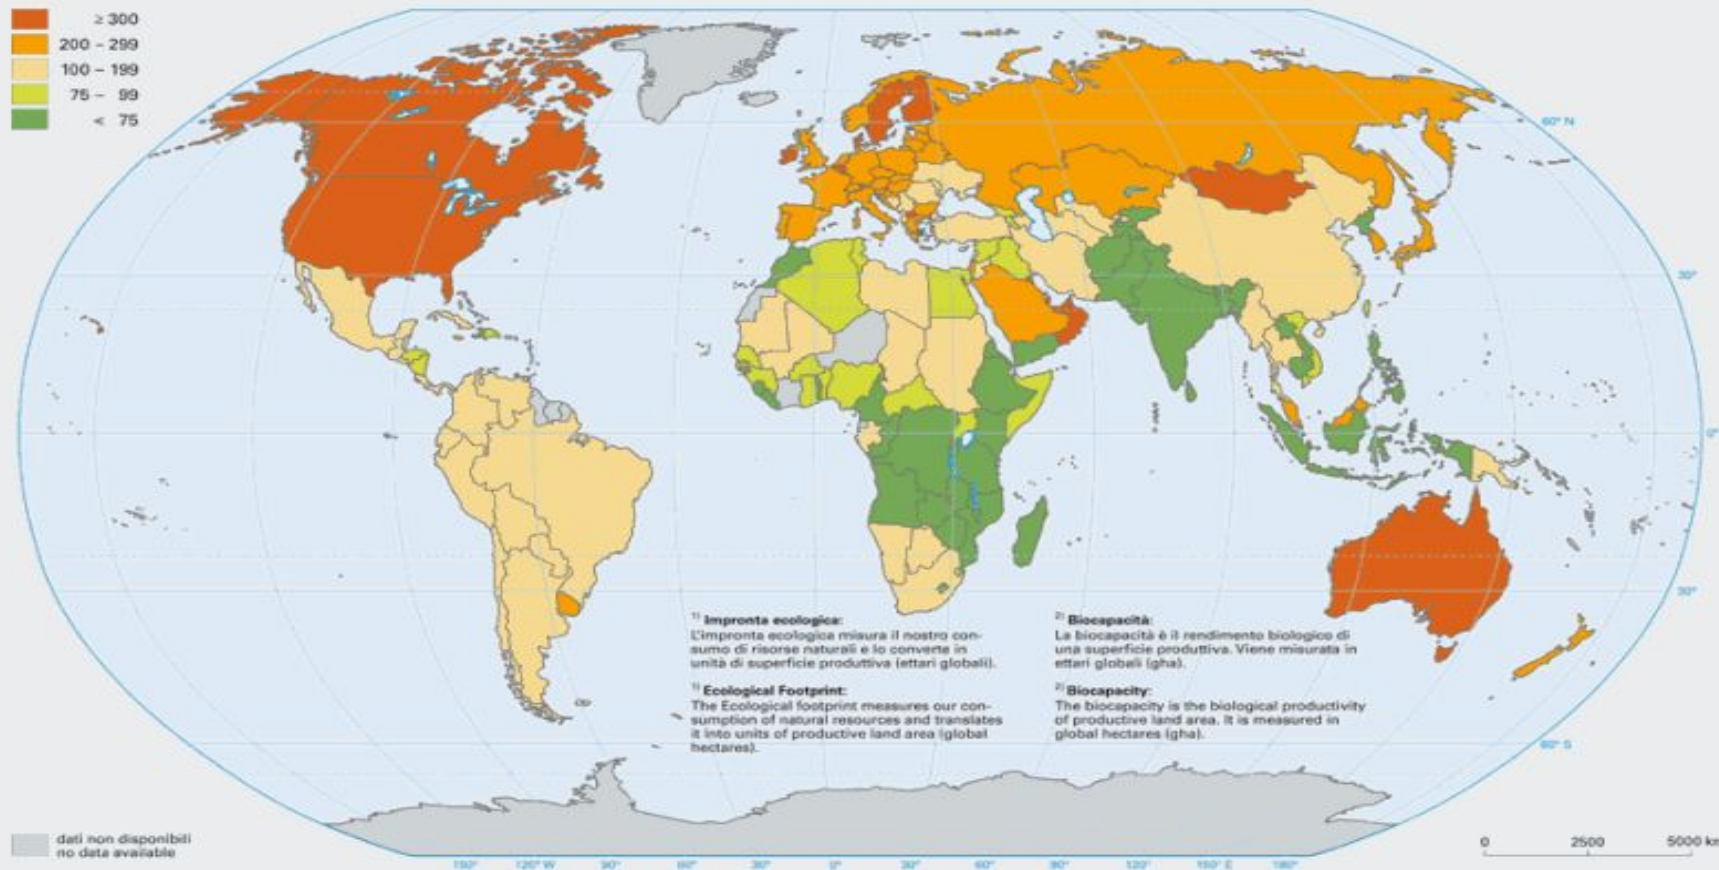 ≥ 300
200 – 299
100 – 199
75 – 99
< 75
60° N
30°
0°
30°
60° S
1) Impronta ecologica:
L'impronta ecologica misura il nostro con-
sumo di risorse naturali e lo converte in
unità di superficie produttiva (ettari globali).
1) Ecological Footprint:
The Ecological footprint measures our con-
sumption of natural resources and translates
it into units of productive land area (global
hectares).
2) Biocapacità:
La biocapacità è il rendimento biologico di
una superficie produttiva. Viene misurata in
ettari globali (gha).
2) Biocapacity:
The biocapacity is the biological productivity
of productive land area. It is measured in
global hectares (gha).
dati non disponibili
no data available
150° 120° W 90° 60° 30° 0° 30° 60° 90° 120° 150° E 180°
0 2500 5000 km